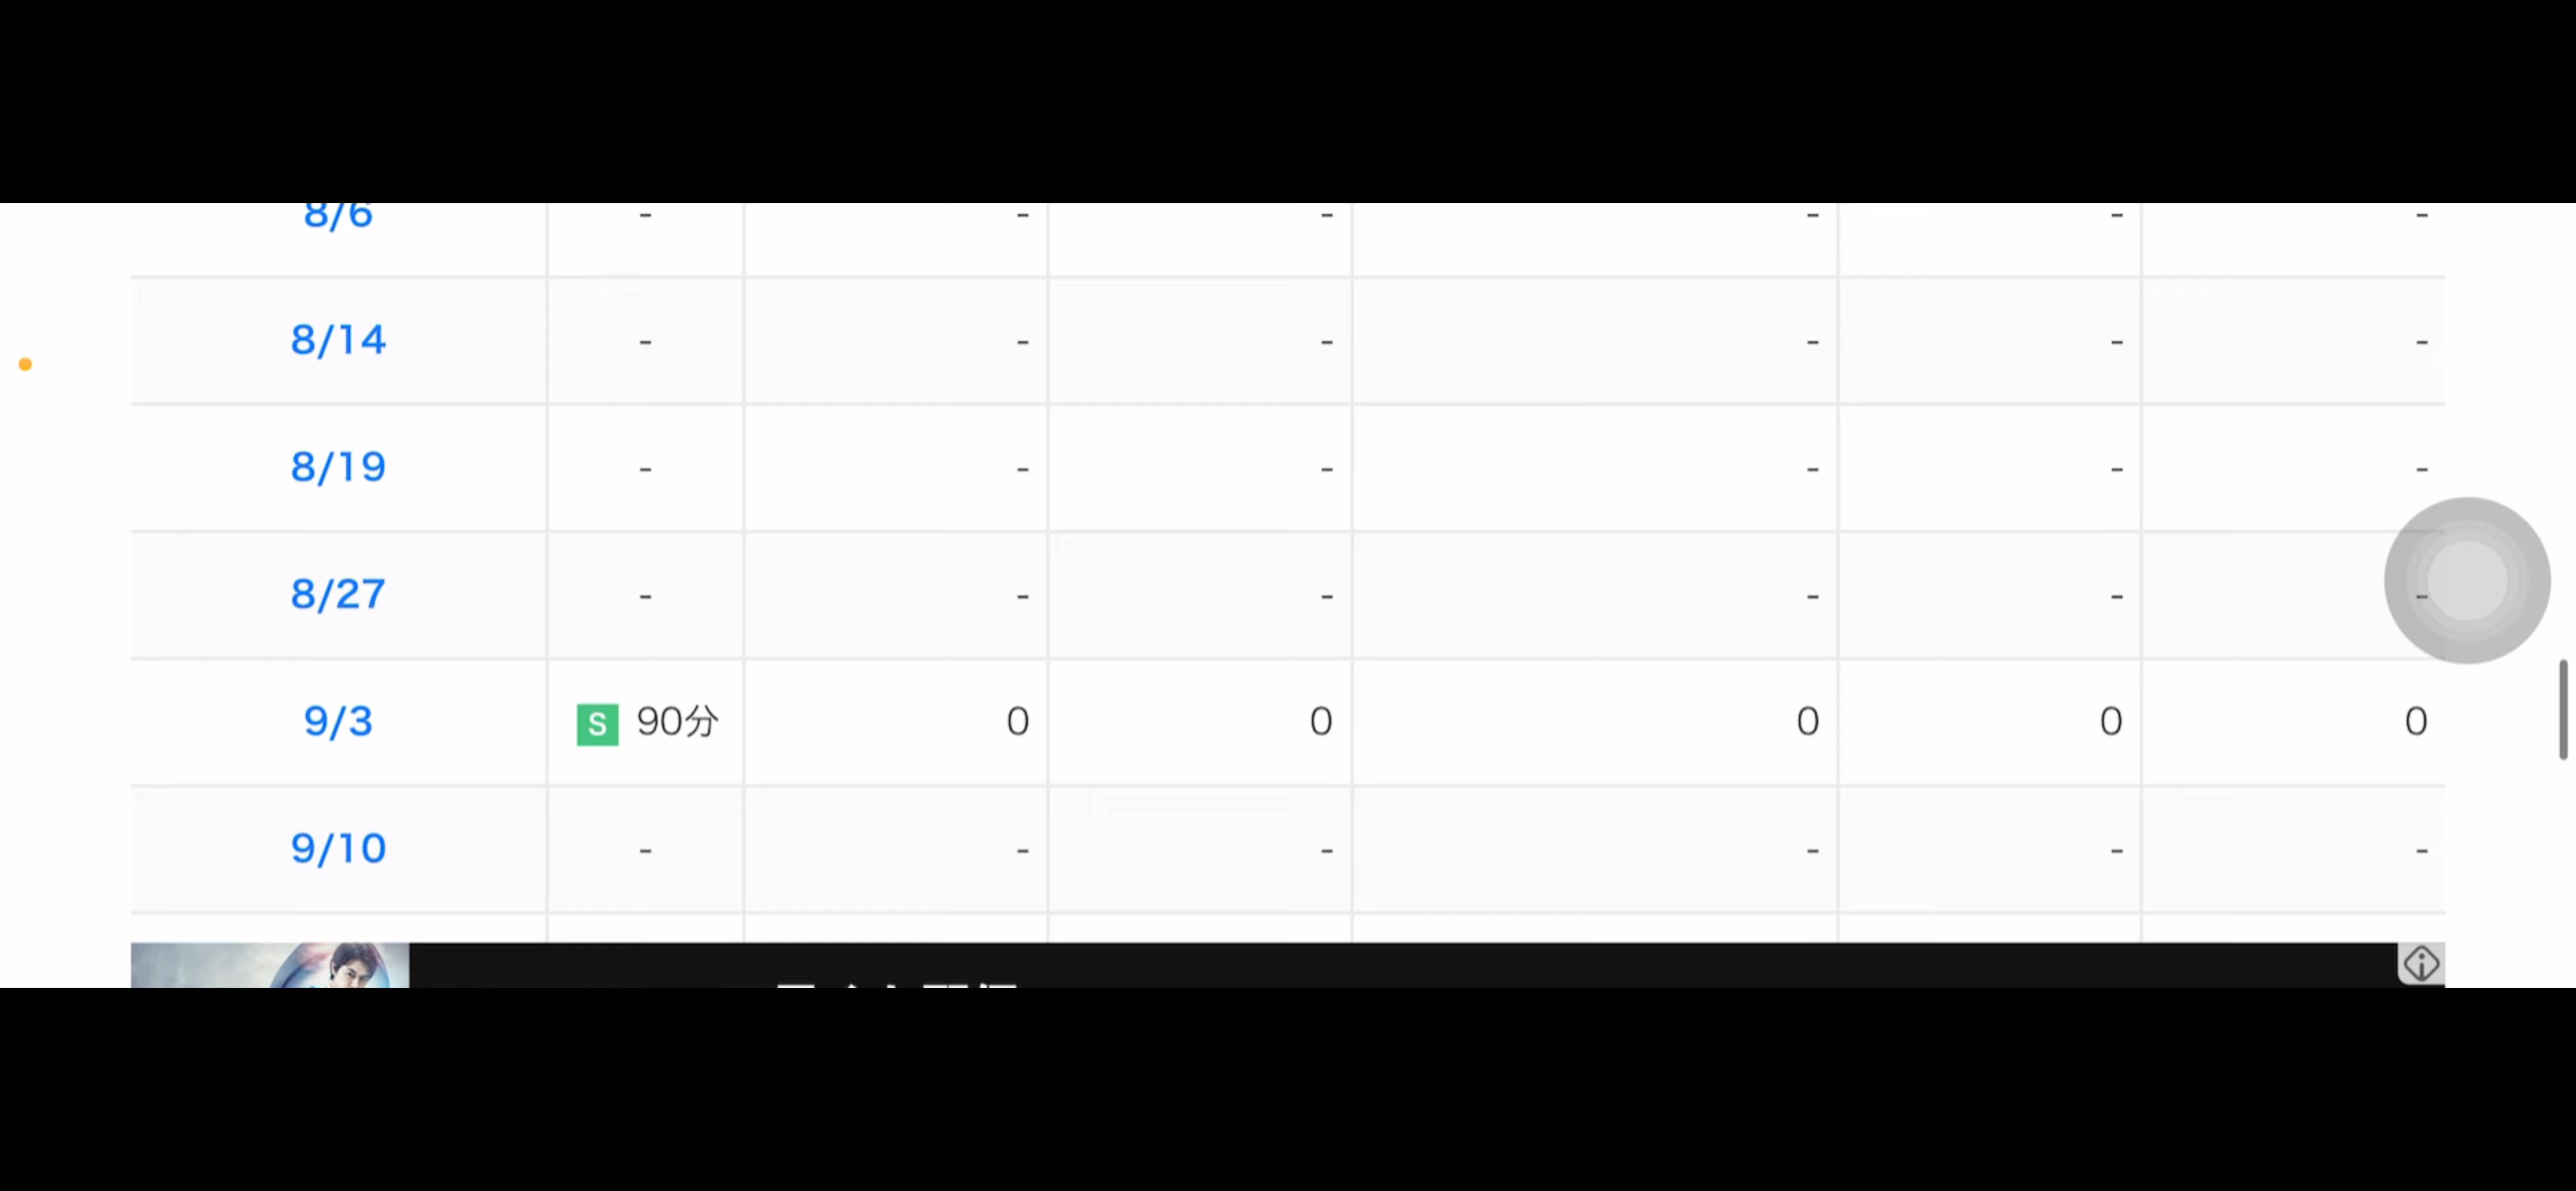 8/6 - - - - - -
8/14 - - - - - -
8/19 - - - - - -
8/27 - - - - - -
9/3 S 90分 0 0 0 0 0
9/10 - - - - - -